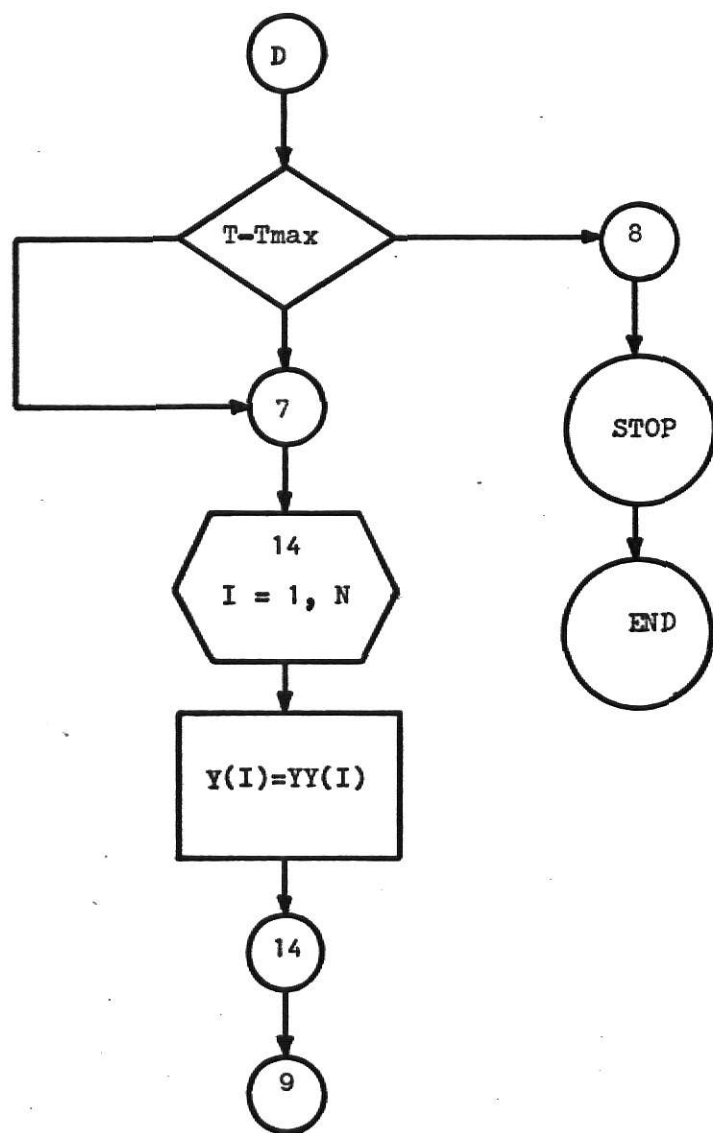 D
T-Tmax
8
7
STOP
14
I = 1, N
END
Y(I)=YY(I)
14
9